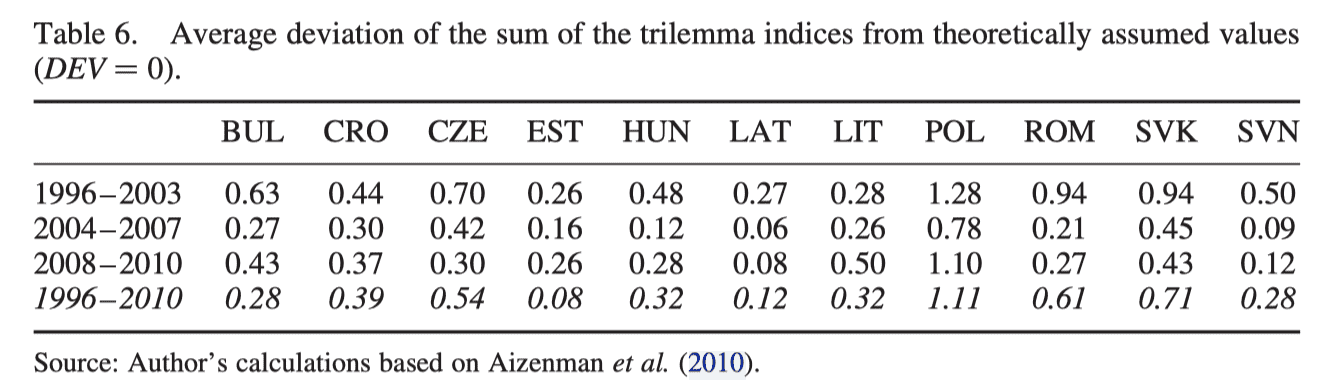 Table 6. Average deviation of the sum of the trilemma indices from theoretically assumed values
(DEV = 0).
BUL CRO CZE EST HUN LAT LIT POL ROM SVK SVN
1996–2003 0.63 0.44 0.70 0.26 0.48 0.27 0.28 1.28 0.94 0.94 0.50
2004–2007 0.27 0.30 0.42 0.16 0.12 0.06 0.26 0.78 0.21 0.45 0.09
2008–2010 0.43 0.37 0.30 0.26 0.28 0.08 0.50 1.10 0.27 0.43 0.12
1996–2010 0.28 0.39 0.54 0.08 0.32 0.12 0.32 1.11 0.61 0.71 0.28
Source: Author's calculations based on Aizenman et al. (2010).